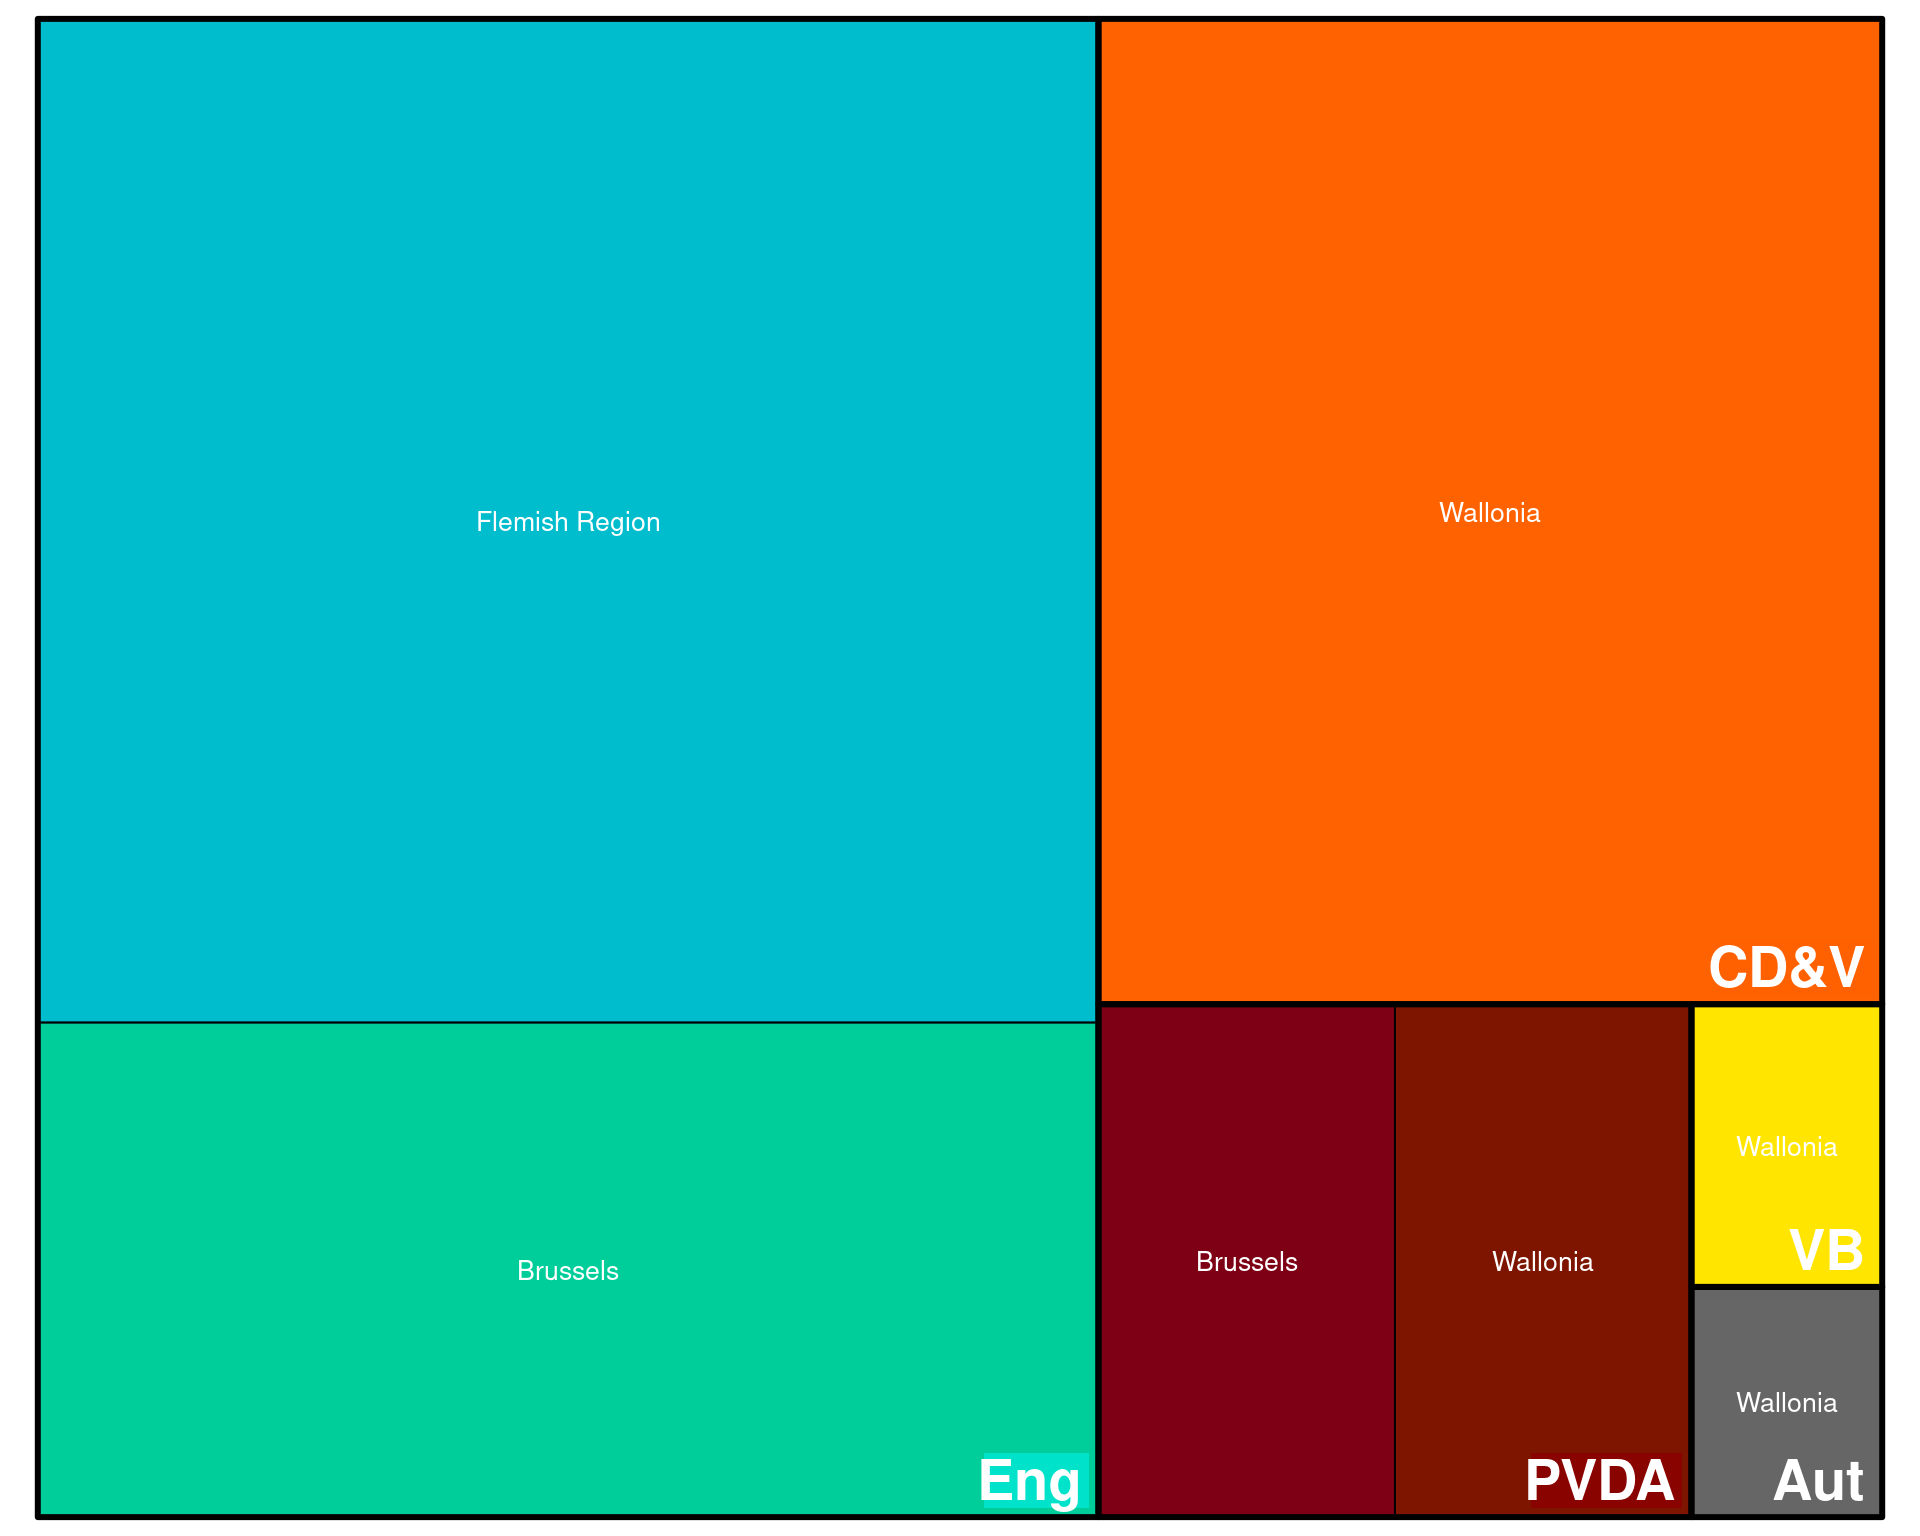 Flemish Region
Brussels
Eng
Wallonia
CD&V
Brussels
Wallonia
PVDA
Wallonia
VB
Wallonia
Aut